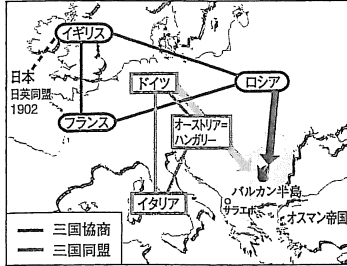 イギリス
日本
日英同盟
1902
ドイツ
ロシア
フランス
オーストリア=
ハンガリー
バルカン半島
イタリア
サラエボ
オスマン帝国
三国協商
三国同盟